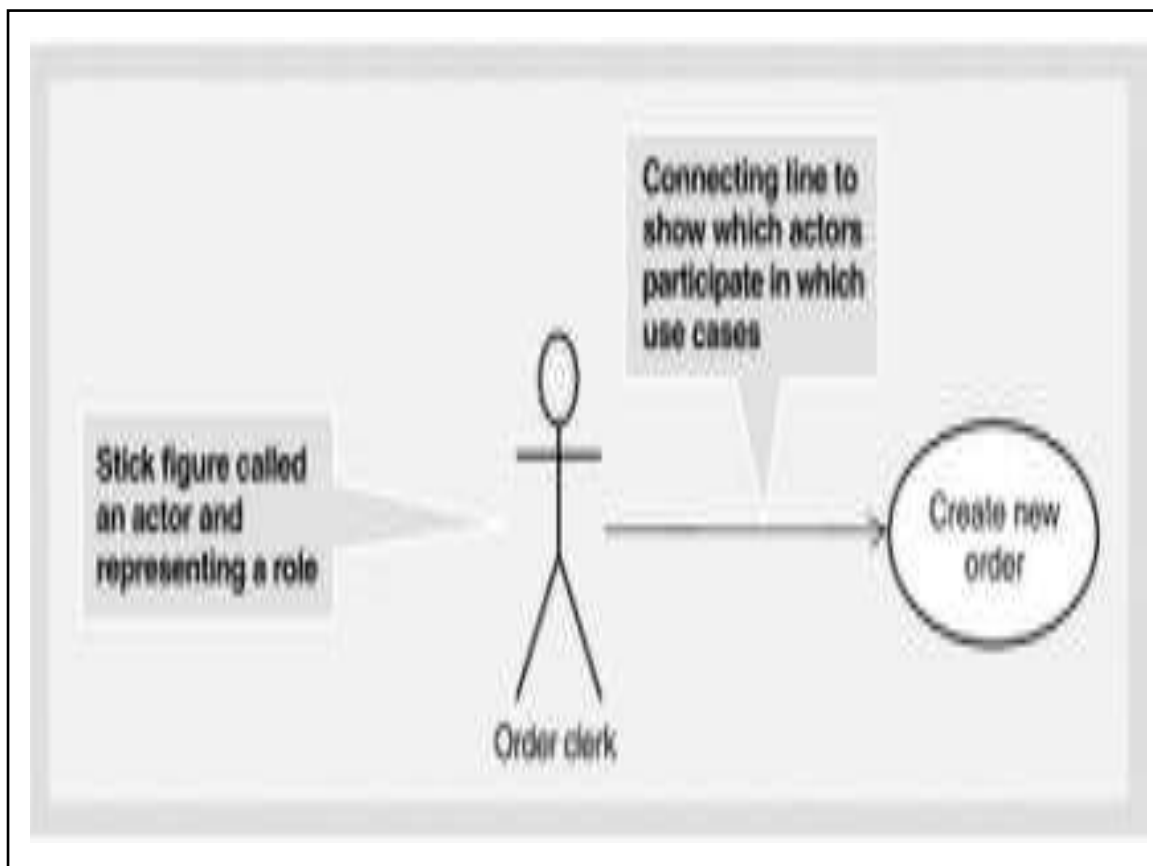 Connecting line to
show which actors
participate in which
use cases
Stick figure called
an actor and
representing a role
Create new
order
Order clerk